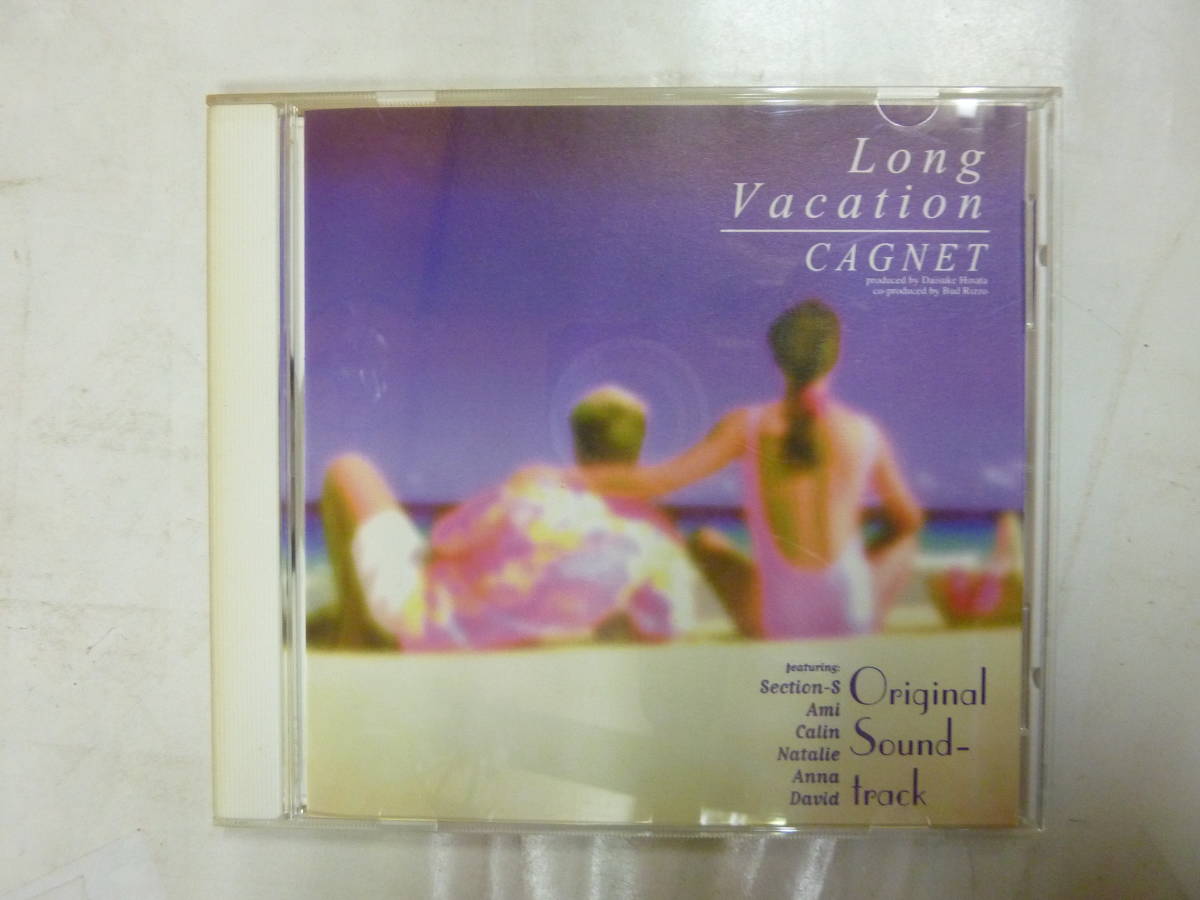 Long
Vacation
CAGNET
produced by Daisuke Hinata
co-produced by Bud Rizzo
featuring:
Section-S
Ami
Calin
Natalie
Anna
David
Original
Sound-
track